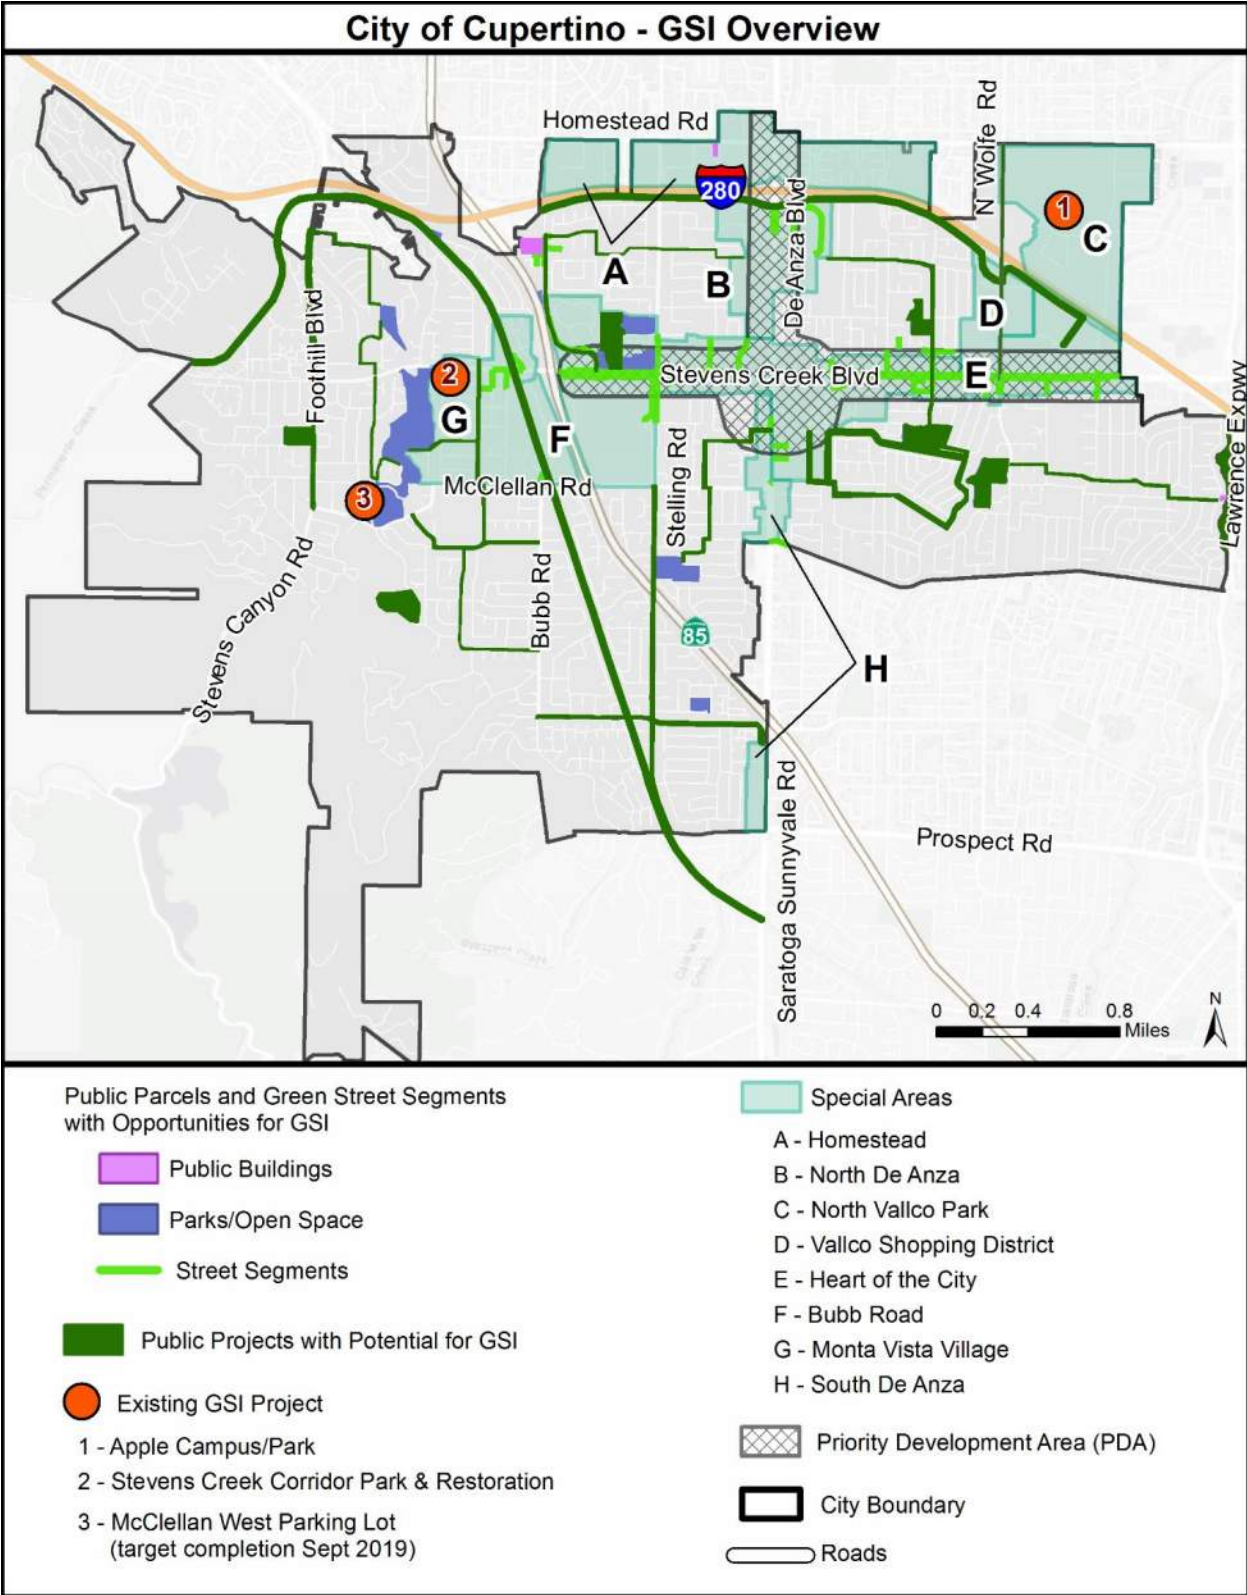 City of Cupertino - GSI Overview
Homestead Rd
N Wolfe Rd
280
De Anza Blvd
1
C
A
B
D
Foothill Blvd
2
Stevens Creek Blvd
E
G
F
Lawrence Expwy
3
McClellan Rd
Stelling Rd
Stevens Canyon Rd
Bubb Rd
85
H
Saratoga Sunnyvale Rd
Prospect Rd
0 0.2 0.4 0.8
Miles
N
Public Parcels and Green Street Segments
with Opportunities for GSI
Public Buildings
Parks/Open Space
Street Segments
Public Projects with Potential for GSI
Existing GSI Project
1 - Apple Campus/Park
2 - Stevens Creek Corridor Park & Restoration
3 - McClellan West Parking Lot
(target completion Sept 2019)
Special Areas
A - Homestead
B - North De Anza
C - North Vallco Park
D - Vallco Shopping District
E - Heart of the City
F - Bubb Road
G - Monta Vista Village
H - South De Anza
Priority Development Area (PDA)
City Boundary
Roads